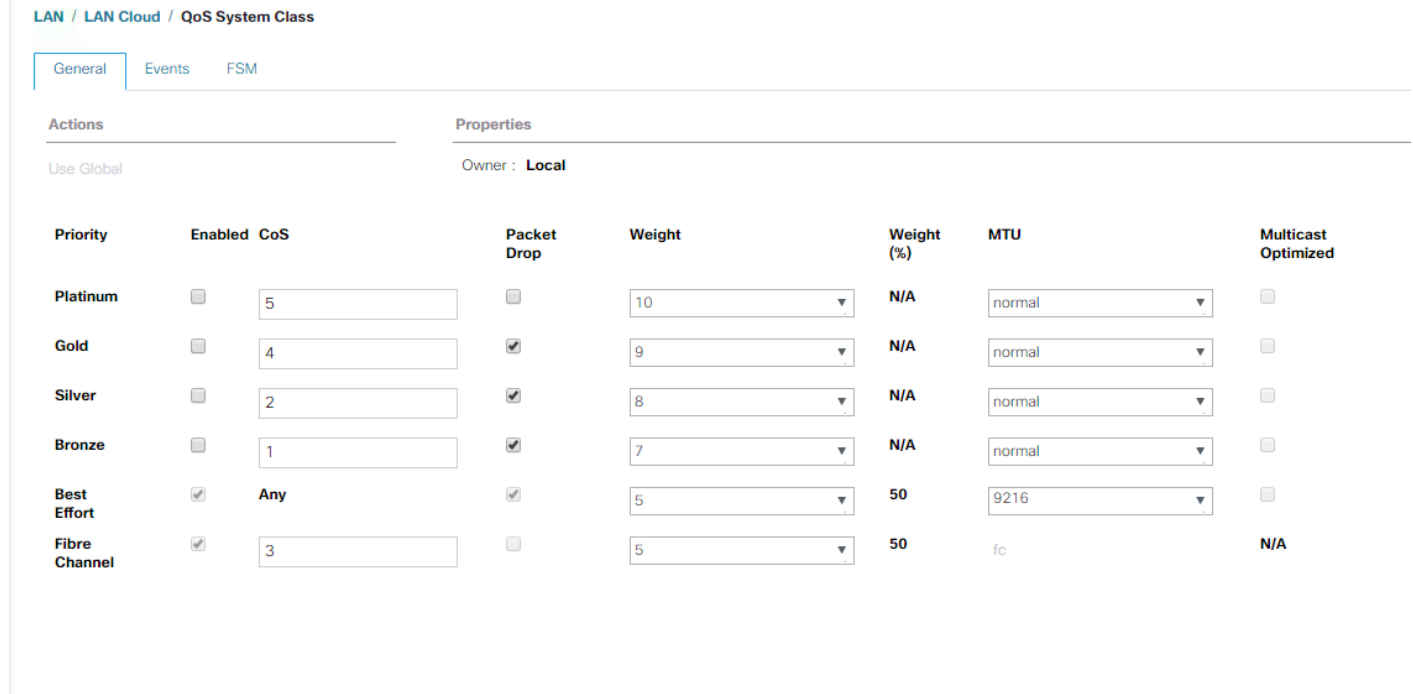 LAN / LAN Cloud / QoS System Class
General Events FSM
Actions Properties
Use Global Owner : Local
Priority Enabled CoS Packet Drop Weight Weight (%) MTU Multicast Optimized
Platinum 5 10 N/A normal
Gold 4 9 N/A normal
Silver 2 8 N/A normal
Bronze 1 7 N/A normal
Best Effort Any 5 50 9216
Fibre Channel 3 5 50 fc N/A